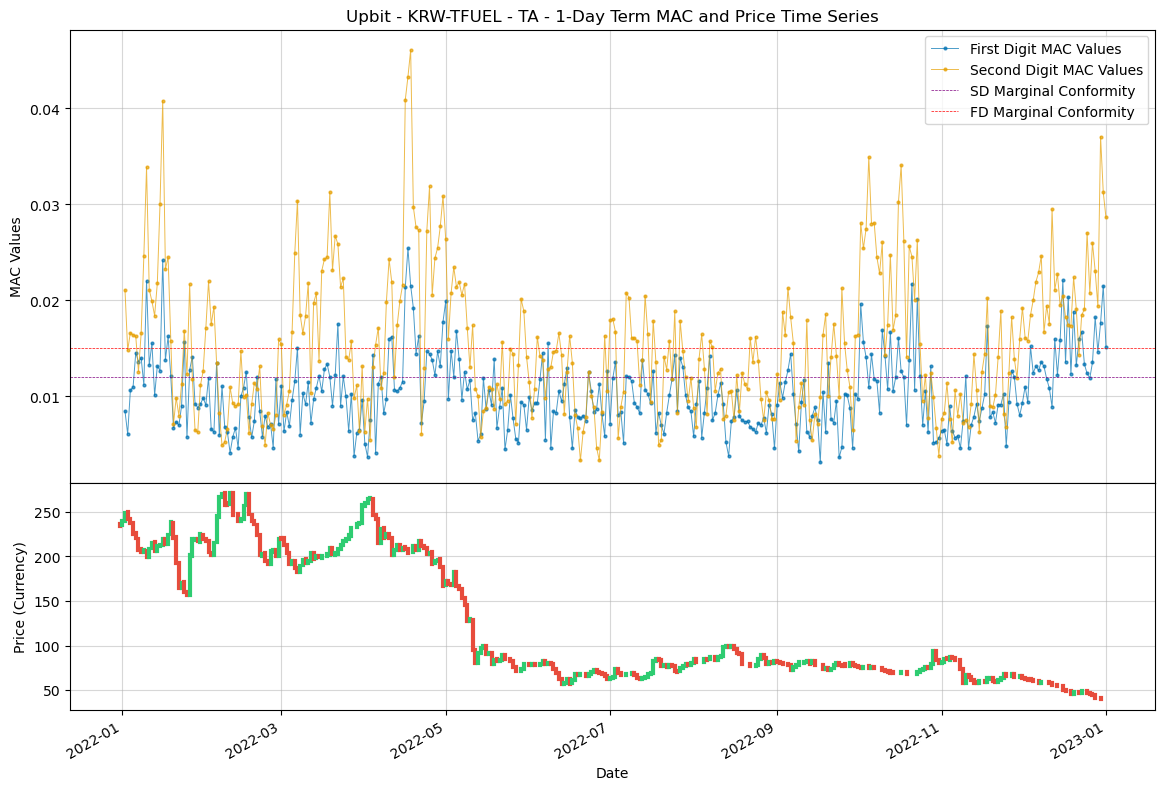 Upbit - KRW-TFUEL - TA - 1-Day Term MAC and Price Time Series
First Digit MAC Values
Second Digit MAC Values
SD Marginal Conformity
FD Marginal Conformity
MAC Values
0.04
0.03
0.02
0.01
Price (Currency)
250
200
150
100
50
2022-01
2022-03
2022-05
2022-07
2022-09
2022-11
2023-01
Date